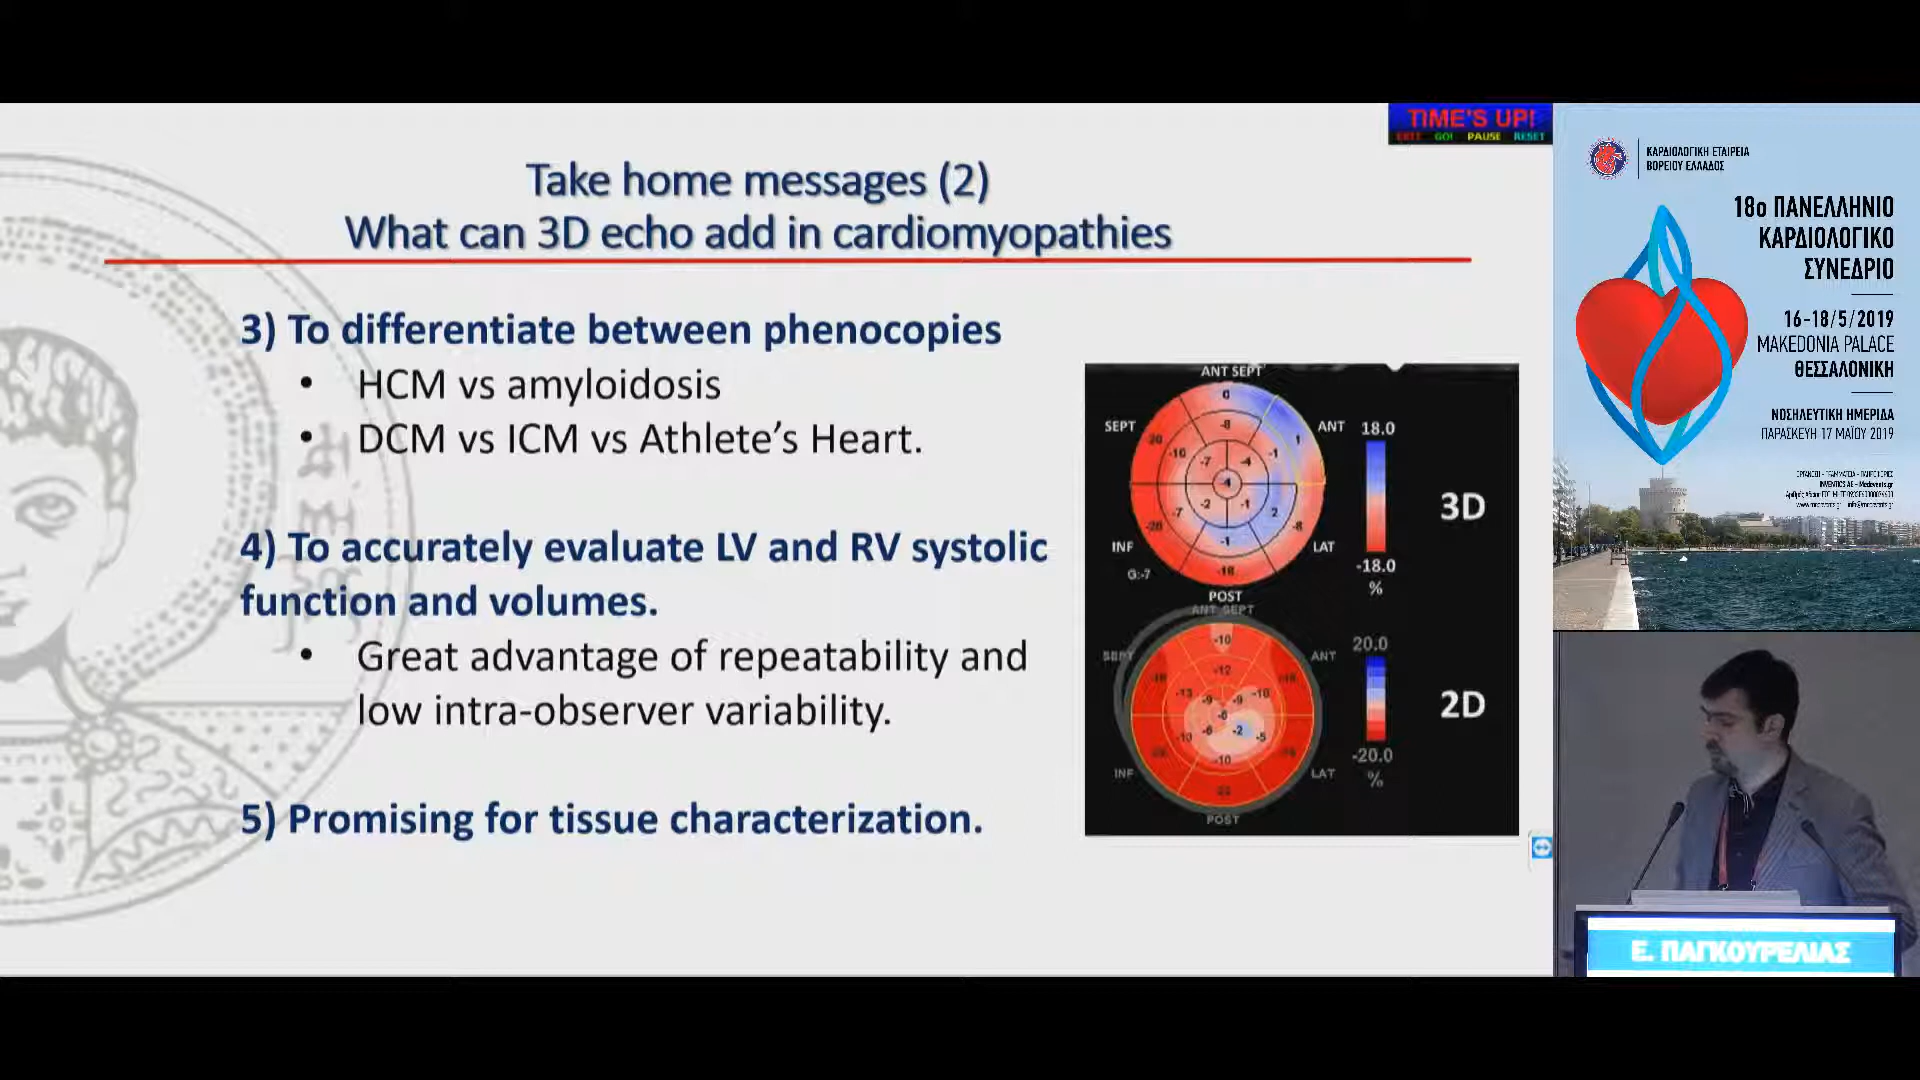 TIME'S UP!
EXIT GO! PAUSE RESET
Take home messages (2)
What can 3D echo add in cardiomyopathies
3) To differentiate between phenocopies
• HCM vs amyloidosis
• DCM vs ICM vs Athlete's Heart.
4) To accurately evaluate LV and RV systolic
function and volumes.
• Great advantage of repeatability and
low intra-observer variability.
5) Promising for tissue characterization.
ANT SEPT
SEPT
ANT
INF
LAT
G:-7
POST
18.0
-18.0
%
3D
ANT SEPT
SEPT
ANT
INF
LAT
POST
20.0
-20.0
%
2D
ΚΑΡΔΙΟΛΟΓΙΚΗ ΕΤΑΙΡΕΙΑ
ΒΟΡΕΙΟΥ ΕΛΛΑΔΟΣ
18ο ΠΑΝΕΛΛΗΝΙΟ
ΚΑΡΔΙΟΛΟΓΙΚΟ
ΣΥΝΕΔΡΙΟ
16-18/5/2019
MAKEDONIA PALACE
ΘΕΣΣΑΛΟΝΙΚΗ
ΝΟΣΗΛΕΥΤΙΚΗ ΗΜΕΡΙΔΑ
ΠΑΡΑΣΚΕΥΗ 17 ΜΑΪΟΥ 2019
Ε. ΠΑΓΚΟΥΡΕΛΙΑΣ